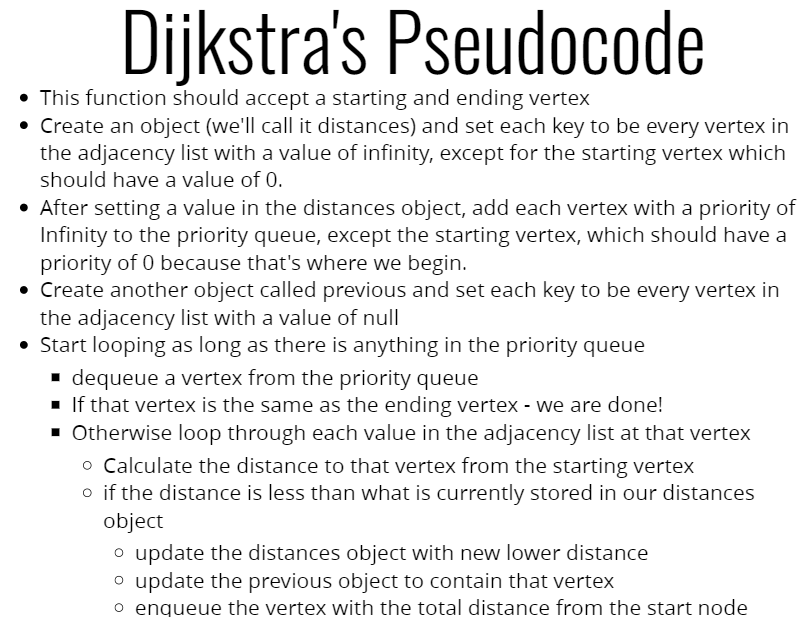 Dijkstra's Pseudocode
• This function should accept a starting and ending vertex
• Create an object (we'll call it distances) and set each key to be every vertex in
the adjacency list with a value of infinity, except for the starting vertex which
should have a value of 0.
• After setting a value in the distances object, add each vertex with a priority of
Infinity to the priority queue, except the starting vertex, which should have a
priority of 0 because that's where we begin.
• Create another object called previous and set each key to be every vertex in
the adjacency list with a value of null
• Start looping as long as there is anything in the priority queue
▪ dequeue a vertex from the priority queue
▪ If that vertex is the same as the ending vertex - we are done!
▪ Otherwise loop through each value in the adjacency list at that vertex
○ Calculate the distance to that vertex from the starting vertex
○ if the distance is less than what is currently stored in our distances
object
○ update the distances object with new lower distance
○ update the previous object to contain that vertex
○ enqueue the vertex with the total distance from the start node